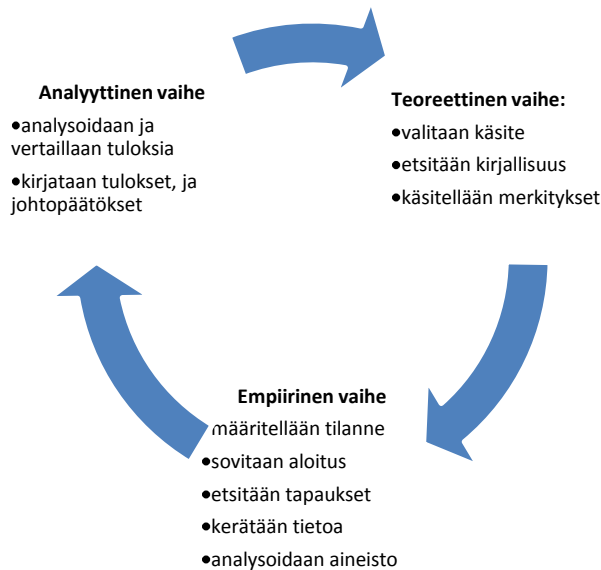 Analyyttinen vaihe
•analysoidaan ja
vertaillaan tuloksia
•kirjataan tulokset, ja
johtopäätökset
Teoreettinen vaihe:
•valitaan käsite
•etsitään kirjallisuus
•käsitellään merkitykset
Empiirinen vaihe
määritellään tilanne
•sovitaan aloitus
•etsitään tapaukset
•kerätään tietoa
•analysoidaan aineisto